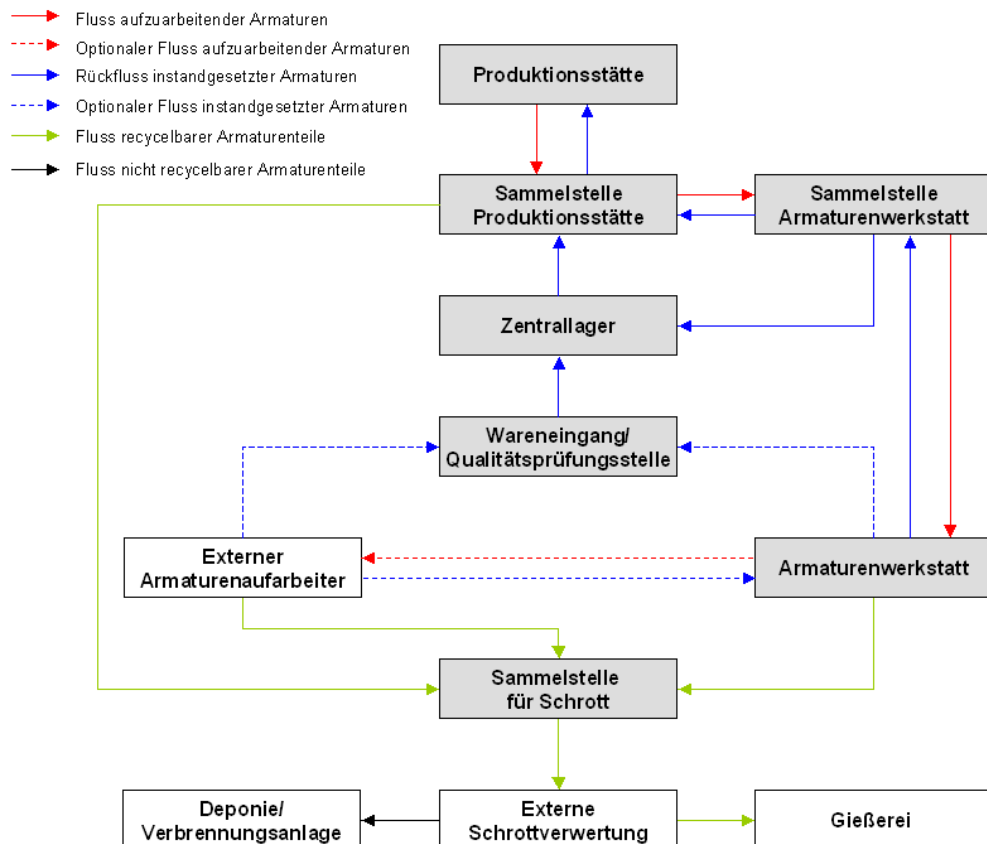 Fluss aufzuarbeitender Armaturen
Optionaler Fluss aufzuarbeitender Armaturen
Rückfluss instandgesetzter Armaturen
Optionaler Fluss instandgesetzter Armaturen
Fluss recycelbarer Armaturenteile
Fluss nicht recycelbarer Armaturenteile
Produktionsstätte
Sammelstelle
Produktionsstätte
Sammelstelle
Armaturenwerkstatt
Zentrallager
Wareneingang/
Qualitätsprüfungsstelle
Externer
Armaturenaufarbeiter
Armaturenwerkstatt
Sammelstelle
für Schrott
Deponie/
Verbrennungsanlage
Externe
Schrottverwertung
Gießerei